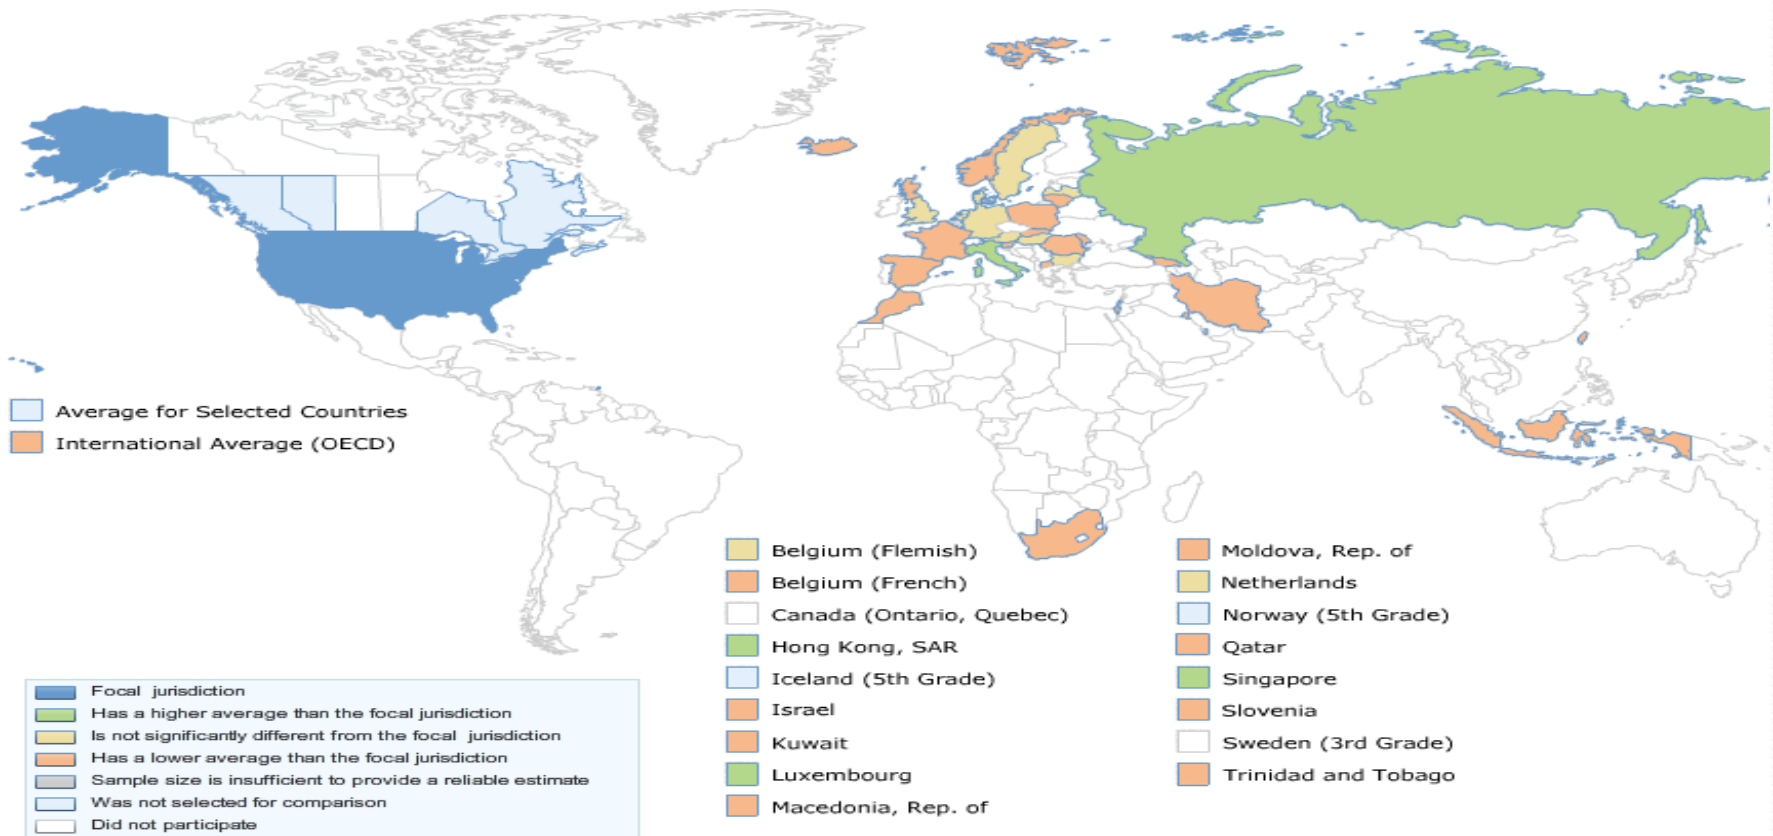 Average for Selected Countries
International Average (OECD)
Belgium (Flemish)
Belgium (French)
Canada (Ontario, Quebec)
Hong Kong, SAR
Iceland (5th Grade)
Israel
Kuwait
Luxembourg
Macedonia, Rep. of
Moldova, Rep. of
Netherlands
Norway (5th Grade)
Qatar
Singapore
Slovenia
Sweden (3rd Grade)
Trinidad and Tobago
Focal jurisdiction
Has a higher average than the focal jurisdiction
Is not significantly different from the focal jurisdiction
Has a lower average than the focal jurisdiction
Sample size is insufficient to provide a reliable estimate
Was not selected for comparison
Did not participate